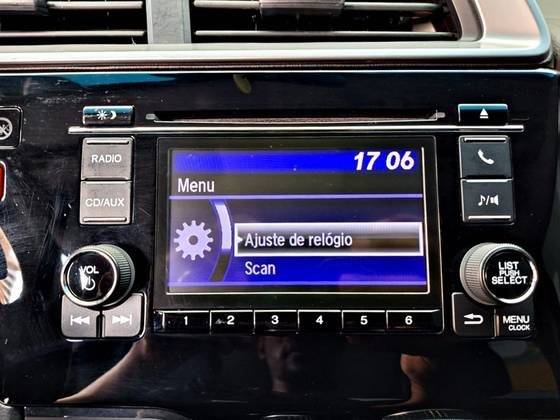 17 06
Menu
RADIO
CD/AUX
Ajuste de relógio
Scan
VOL
LIST
PUSH
SELECT
1 2 3 4 5 6
MENU
CLOCK